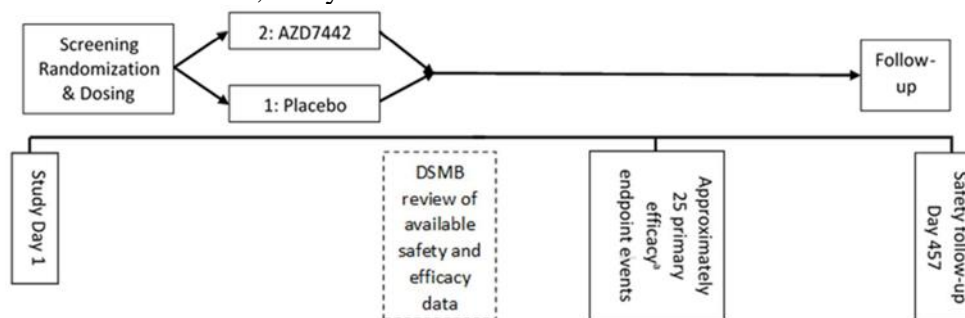 2: AZD7442
Screening
Randomization
& Dosing
1: Placebo
Follow-
up
Study Day 1
DSMB
review of
available
safety and
efficacy
data
Approximately
25 primary
efficacyᵃ
endpoint events
Safety follow-up
Day 457